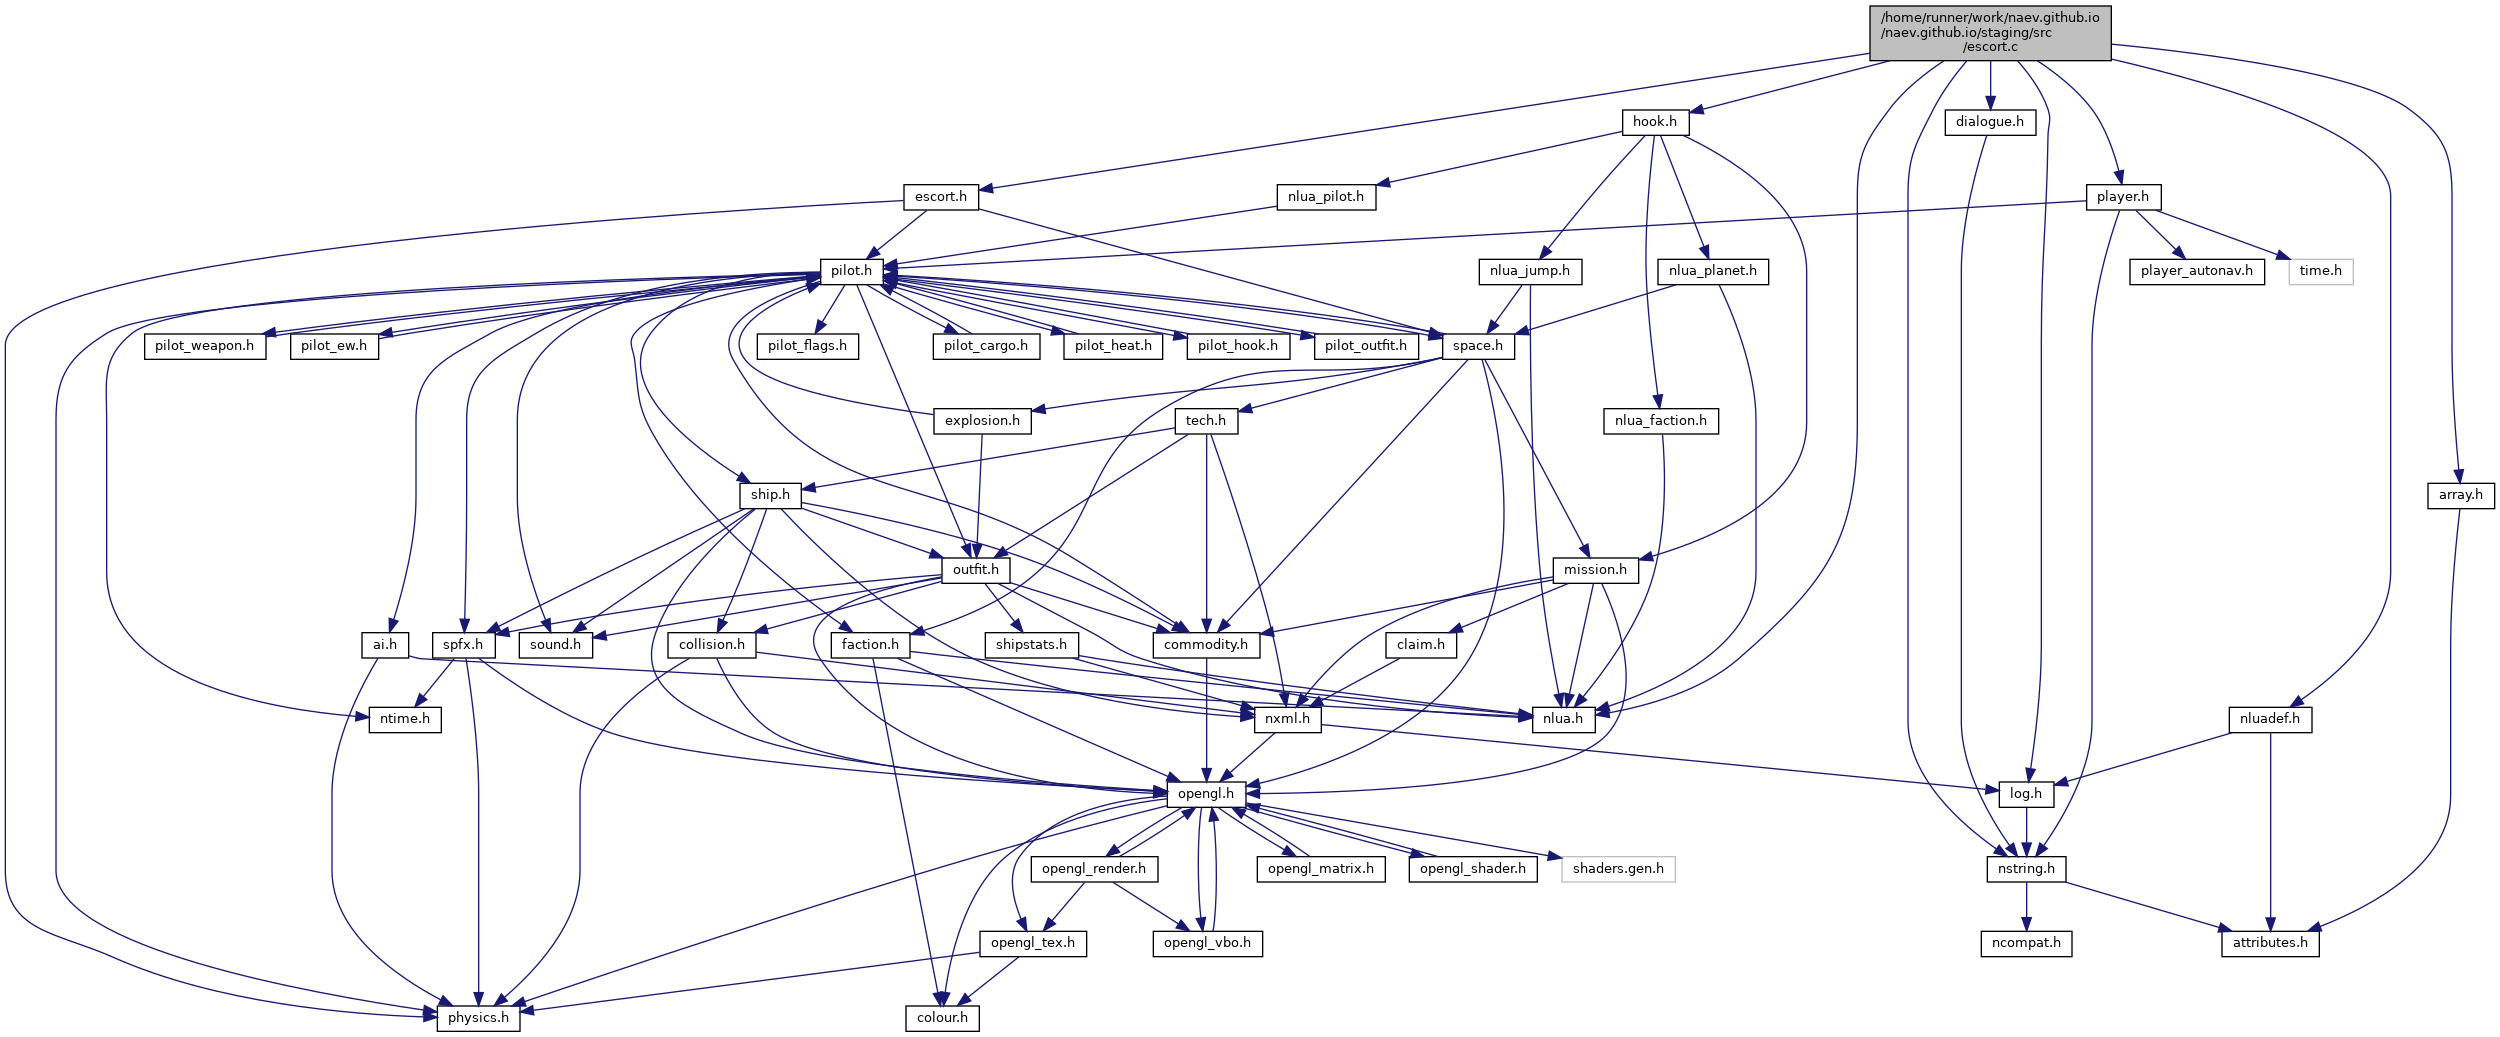 /home/runner/work/naev.github.io
/naev.github.io/staging/src
/escort.c
hook.h
dialogue.h
escort.h
nlua_pilot.h
player.h
pilot.h
nlua_jump.h
nlua_planet.h
player_autonav.h
time.h
pilot_weapon.h
pilot_ew.h
pilot_flags.h
pilot_cargo.h
pilot_heat.h
pilot_hook.h
pilot_outfit.h
space.h
explosion.h
tech.h
nlua_faction.h
ship.h
array.h
outfit.h
mission.h
ai.h
spfx.h
sound.h
collision.h
faction.h
shipstats.h
commodity.h
claim.h
ntime.h
nxml.h
nlua.h
nluadef.h
opengl.h
log.h
opengl_render.h
opengl_matrix.h
opengl_shader.h
shaders.gen.h
nstring.h
opengl_tex.h
opengl_vbo.h
ncompat.h
attributes.h
physics.h
colour.h